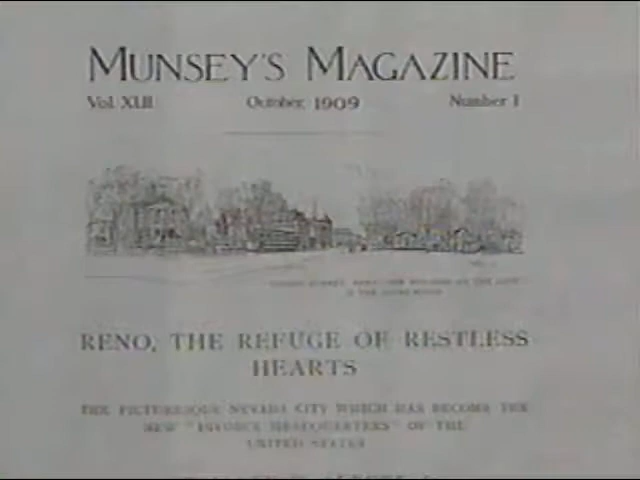 MUNSEY'S MAGAZINE
Vol. XLII October, 1909 Number 1
RENO, THE REFUGE OF RESTLESS
HEARTS
THE PICTURESQUE NEVADA CITY WHICH HAS BECOME THE
NEW "DIVORCE HEADQUARTERS" OF THE
UNITED STATES